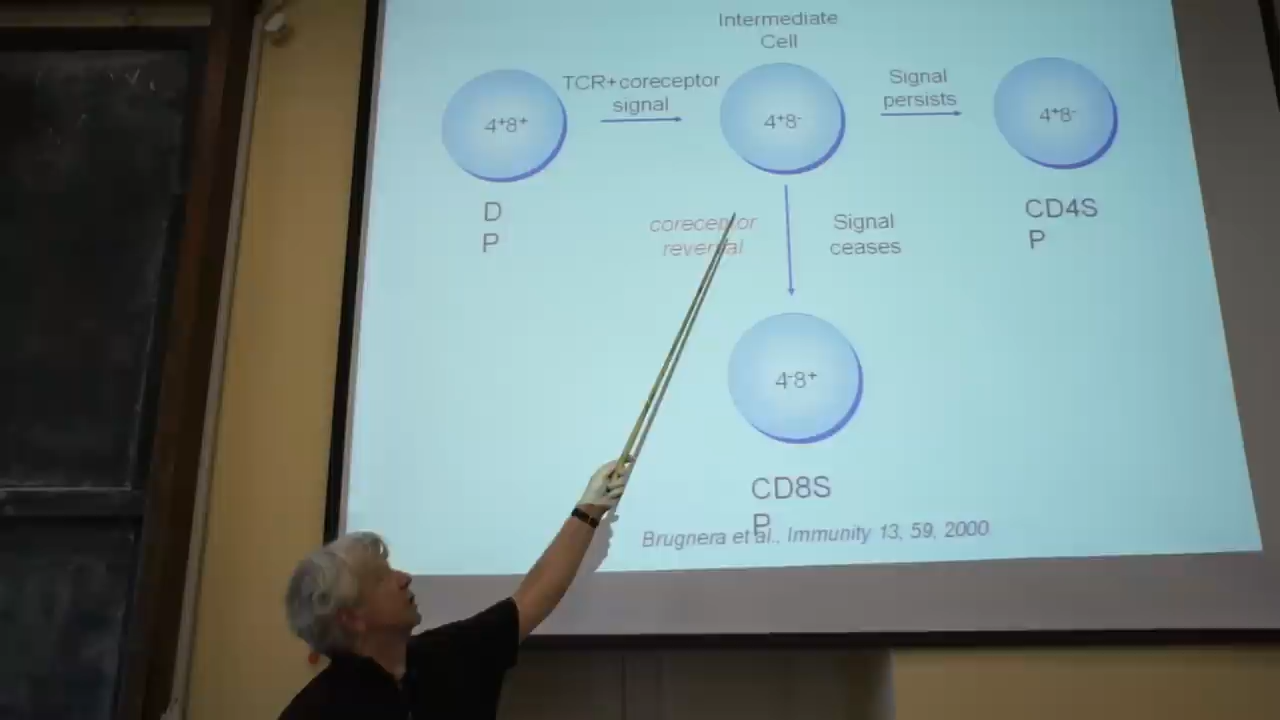 Intermediate
Cell
TCR+coreceptor
signal
Signal
persists
4⁺8⁺
4⁺8⁻
4⁺8⁻
D
P
coreceptor
reversal
Signal
ceases
CD4S
P
4⁻8⁺
CD8S
P
Brugnera et al., Immunity 13, 59, 2000